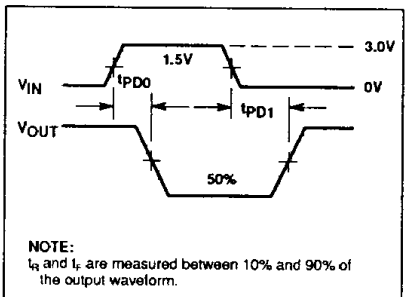 1.5V
3.0V
tPD0
VIN
0V
tPD1
VOUT
50%
NOTE:
tR and tF are measured between 10% and 90% of
the output waveform.